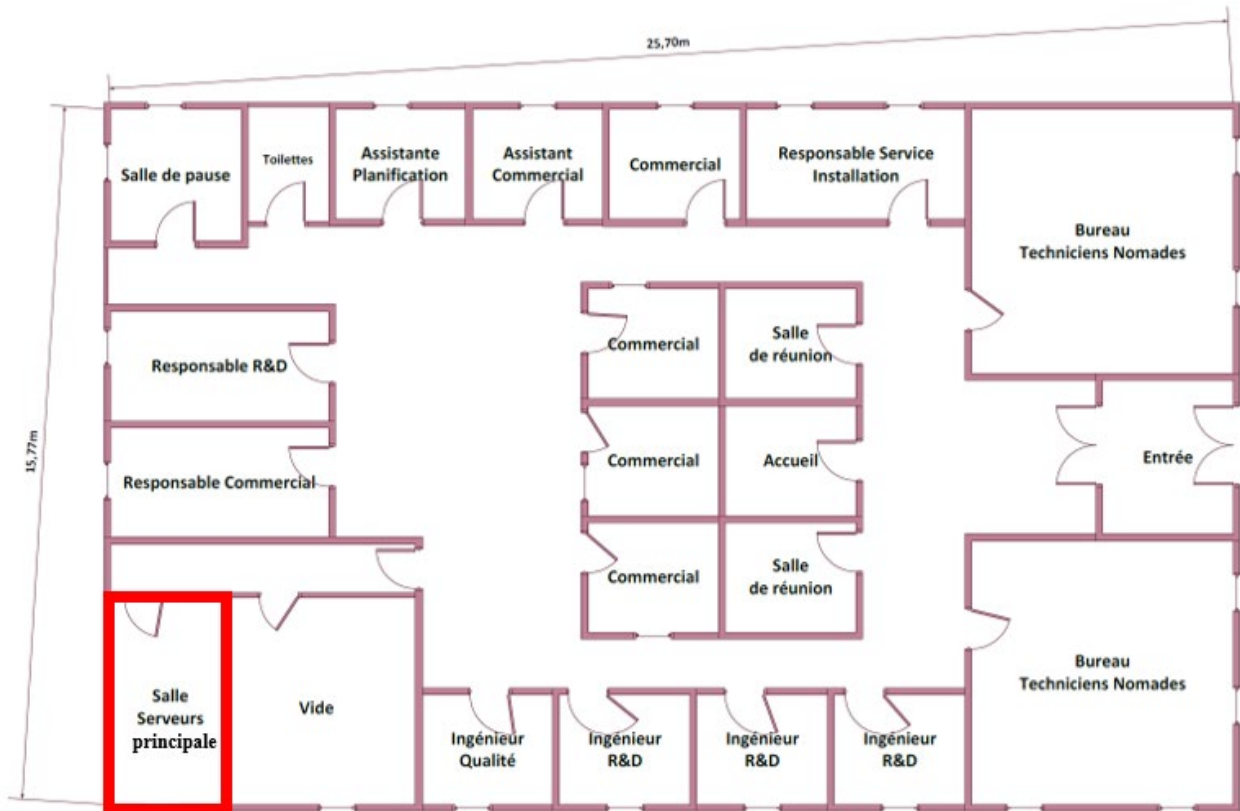 25,70m
15,77m
Salle de pause
Toilettes
Assistante
Planification
Assistant
Commercial
Commercial
Responsable Service
Installation
Bureau
Techniciens Nomades
Responsable R&D
Commercial
Salle
de réunion
Responsable Commercial
Commercial
Accueil
Entrée
Commercial
Salle
de réunion
Salle
Serveurs
principale
Vide
Ingénieur
Qualité
Ingénieur
R&D
Ingénieur
R&D
Ingénieur
R&D
Bureau
Techniciens Nomades